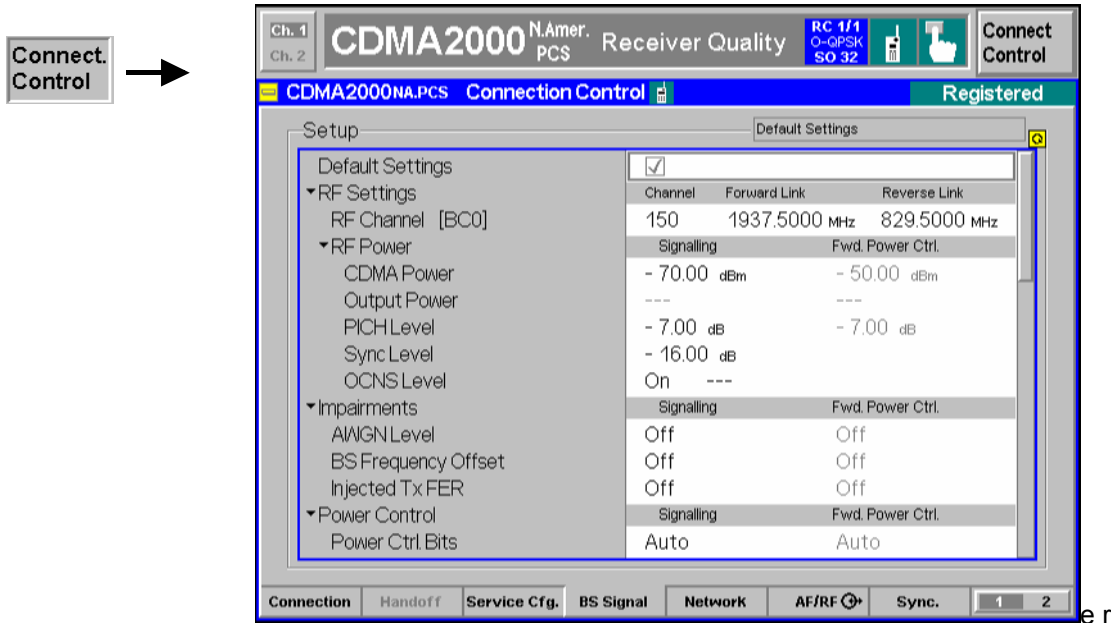 Connect.
Control
Ch. 1
Ch. 2
CDMA2000 N.Amer. PCS Receiver Quality
RC 1/1
O-QPSK
SO 32
Connect
Control
CDMA2000NA.PCS Connection Control Registered
Setup Default Settings
Default Settings
RF Settings Channel Forward Link Reverse Link
RF Channel [BC0] 150 1937.5000 MHz 829.5000 MHz
RF Power Signalling Fwd. Power Ctrl.
CDMA Power - 70.00 dBm - 50.00 dBm
Output Power --- ---
PICH Level - 7.00 dB - 7.00 dB
Sync Level - 16.00 dB
OCNS Level On ---
Impairments Signalling Fwd. Power Ctrl.
AWGN Level Off Off
BS Frequency Offset Off Off
Injected Tx FER Off Off
Power Control Signalling Fwd. Power Ctrl.
Power Ctrl. Bits Auto Auto
Connection Handoff Service Cfg. BS Signal Network AF/RF Sync. 1 2
e r